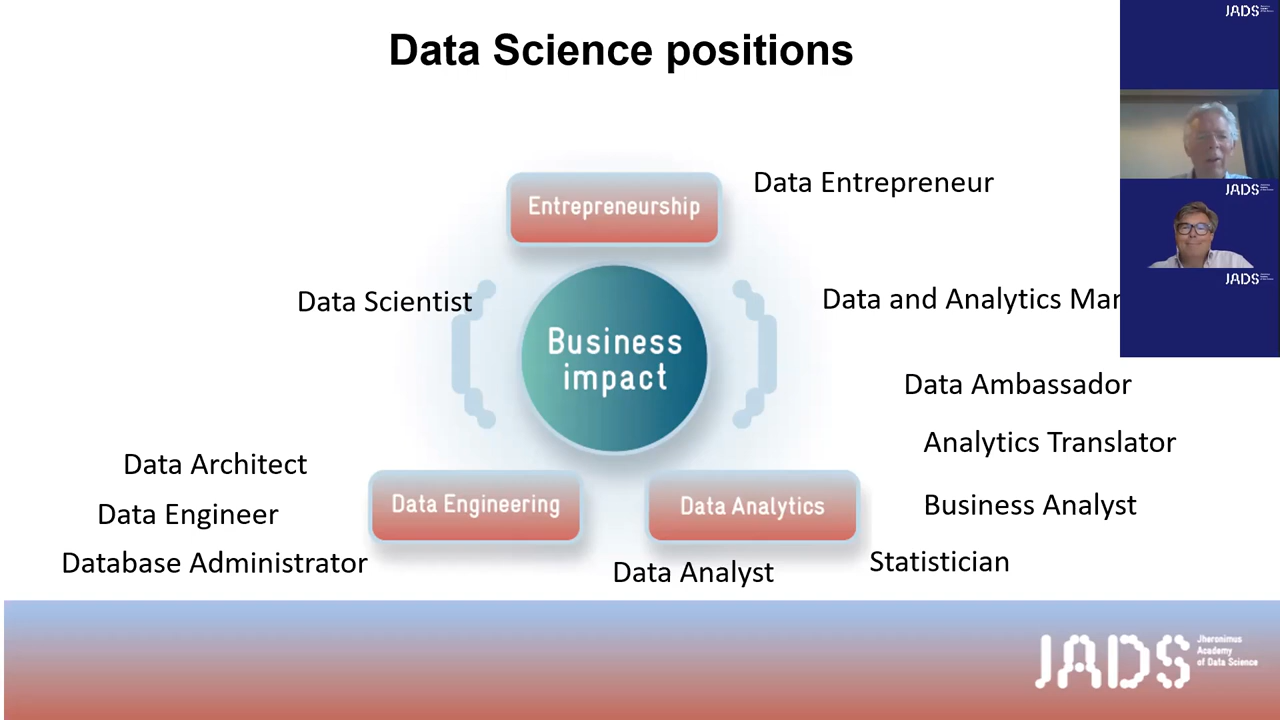 Data Science positions
JADS
Entrepreneurship
Data Entrepreneur
JADS
Data Scientist
Data and Analytics
JADS
Business
impact
Data Ambassador
Analytics Translator
Data Architect
Data Engineering
Data Analytics
Business Analyst
Data Engineer
Database Administrator
Data Analyst
Statistician
JADS
Jheronimus
Academy
of Data Science